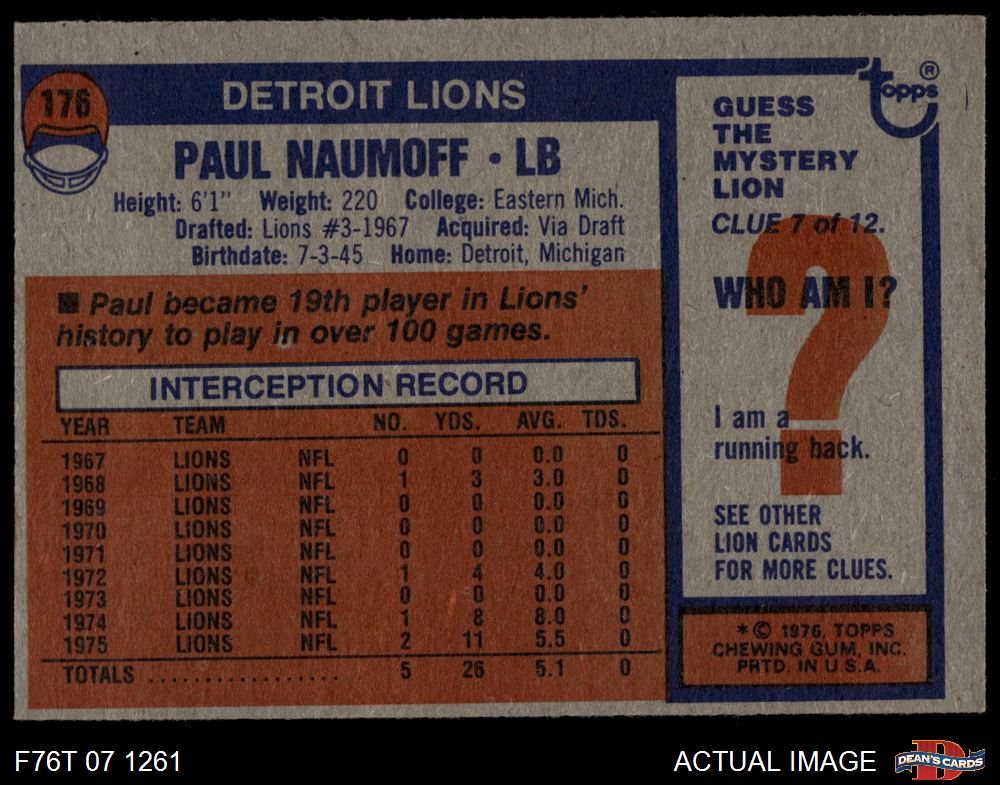 176
DETROIT LIONS
PAUL NAUMOFF · LB
Height: 6'1" Weight: 220 College: Eastern Mich.
Drafted: Lions #3-1967 Acquired: Via Draft
Birthdate: 7-3-45 Home: Detroit, Michigan
■ Paul became 19th player in Lions'
history to play in over 100 games.
INTERCEPTION RECORD
YEAR TEAM NO. YDS. AVG. TDS.
1967 LIONS NFL 0 0 0.0 0
1968 LIONS NFL 1 3 3.0 0
1969 LIONS NFL 0 0 0.0 0
1970 LIONS NFL 0 0 0.0 0
1971 LIONS NFL 0 0 0.0 0
1972 LIONS NFL 1 4 4.0 0
1973 LIONS NFL 0 0 0.0 0
1974 LIONS NFL 1 8 8.0 0
1975 LIONS NFL 2 11 5.5 0
TOTALS .................. 5 26 5.1 0
topps ®
GUESS
THE
MYSTERY
LION
CLUE 7 of 12.
?
WHO AM I?
I am a
running back.
SEE OTHER
LION CARDS
FOR MORE CLUES.
* © 1976, TOPPS
CHEWING GUM, INC.
PRTD. IN U.S.A.
F76T 07 1261
ACTUAL IMAGE
D
DEAN'S CARDS